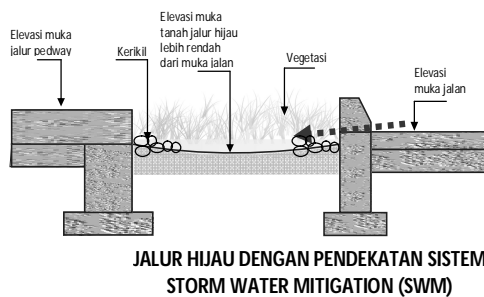 Elevasi muka
jalur pedway
Kerikil
Elevasi muka
tanah jalur hijau
lebih rendah
dari muka jalan
Vegetasi
Elevasi
muka jalan
JALUR HIJAU DENGAN PENDEKATAN SISTEM
STORM WATER MITIGATION (SWM)